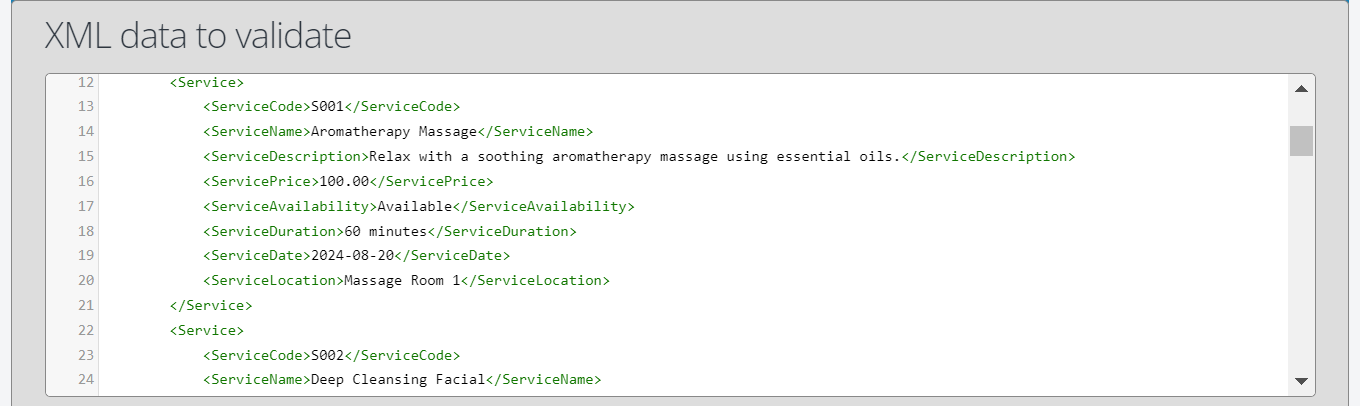 XML data to validate
12 <Service>
13 <ServiceCode>S001</ServiceCode>
14 <ServiceName>Aromatherapy Massage</ServiceName>
15 <ServiceDescription>Relax with a soothing aromatherapy massage using essential oils.</ServiceDescription>
16 <ServicePrice>100.00</ServicePrice>
17 <ServiceAvailability>Available</ServiceAvailability>
18 <ServiceDuration>60 minutes</ServiceDuration>
19 <ServiceDate>2024-08-20</ServiceDate>
20 <ServiceLocation>Massage Room 1</ServiceLocation>
21 </Service>
22 <Service>
23 <ServiceCode>S002</ServiceCode>
24 <ServiceName>Deep Cleansing Facial</ServiceName>